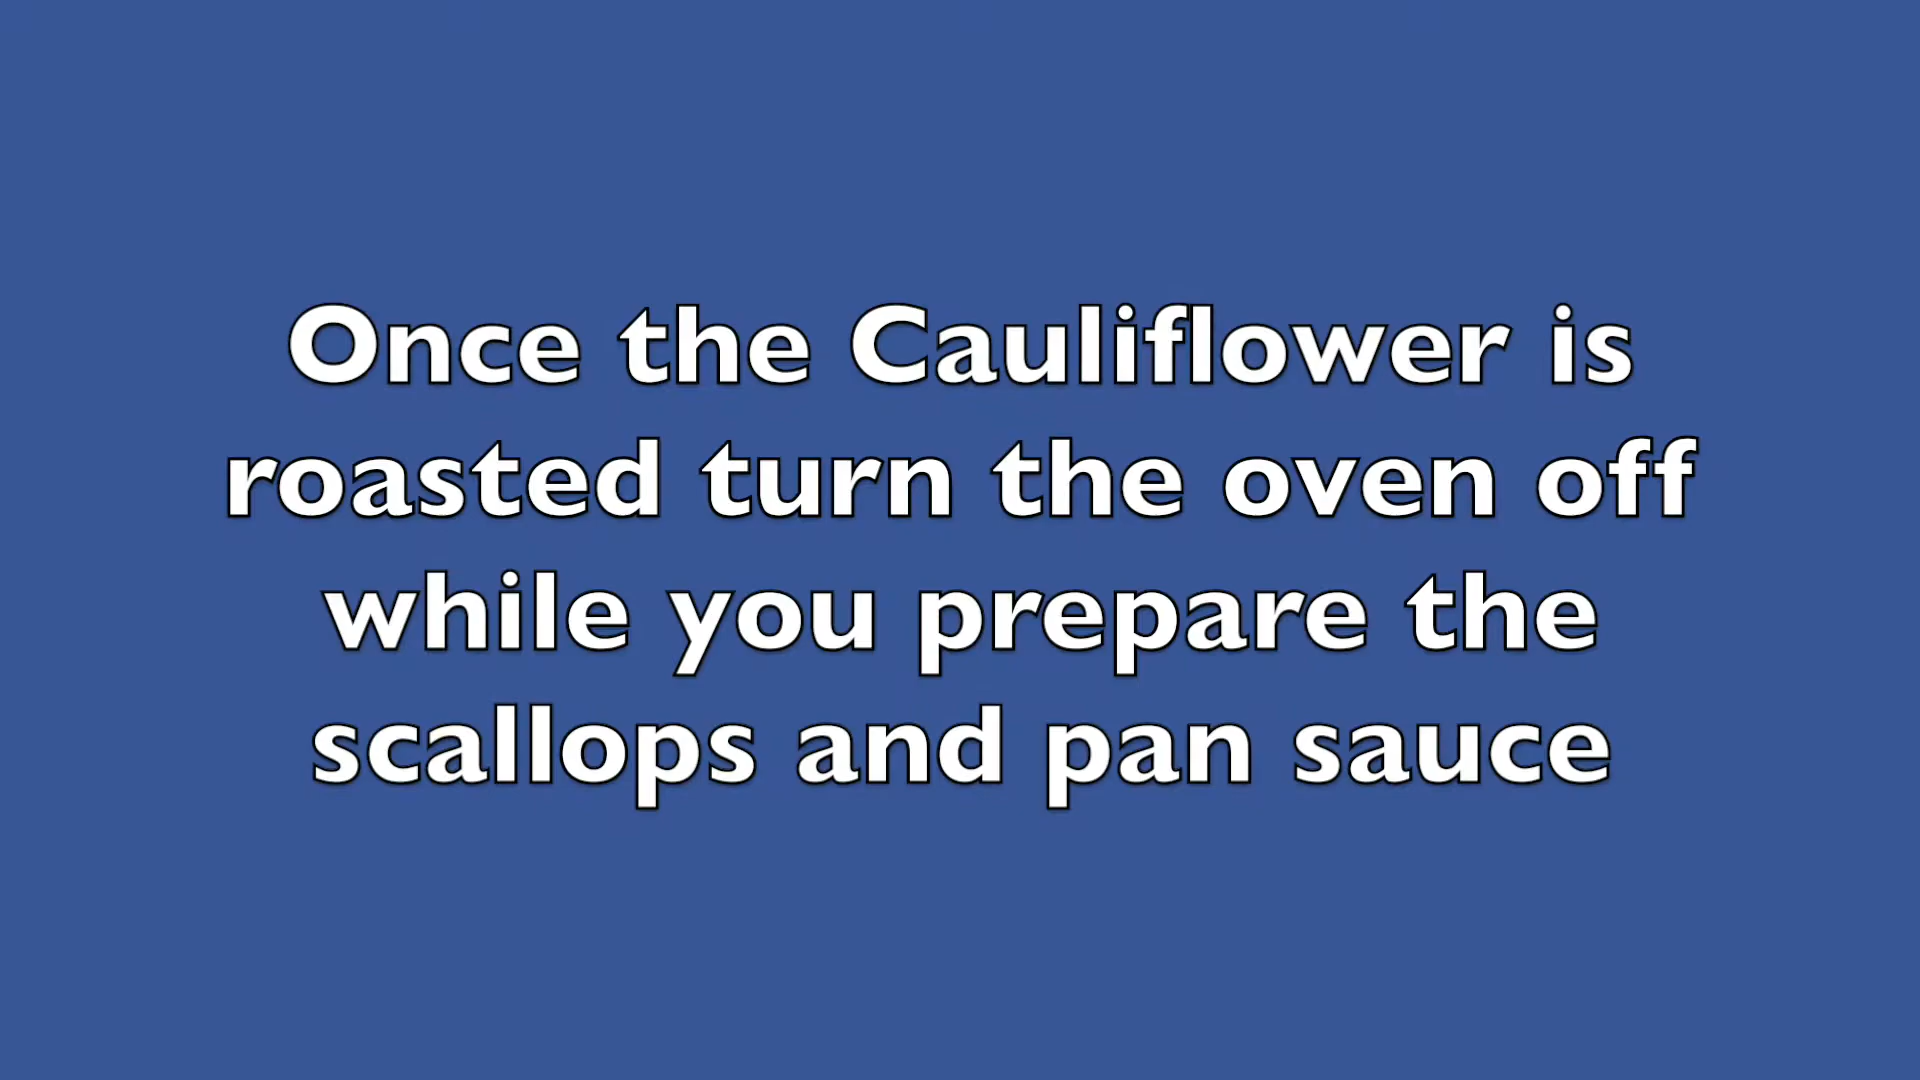 Once the Cauliflower is
roasted turn the oven off
while you prepare the
scallops and pan sauce